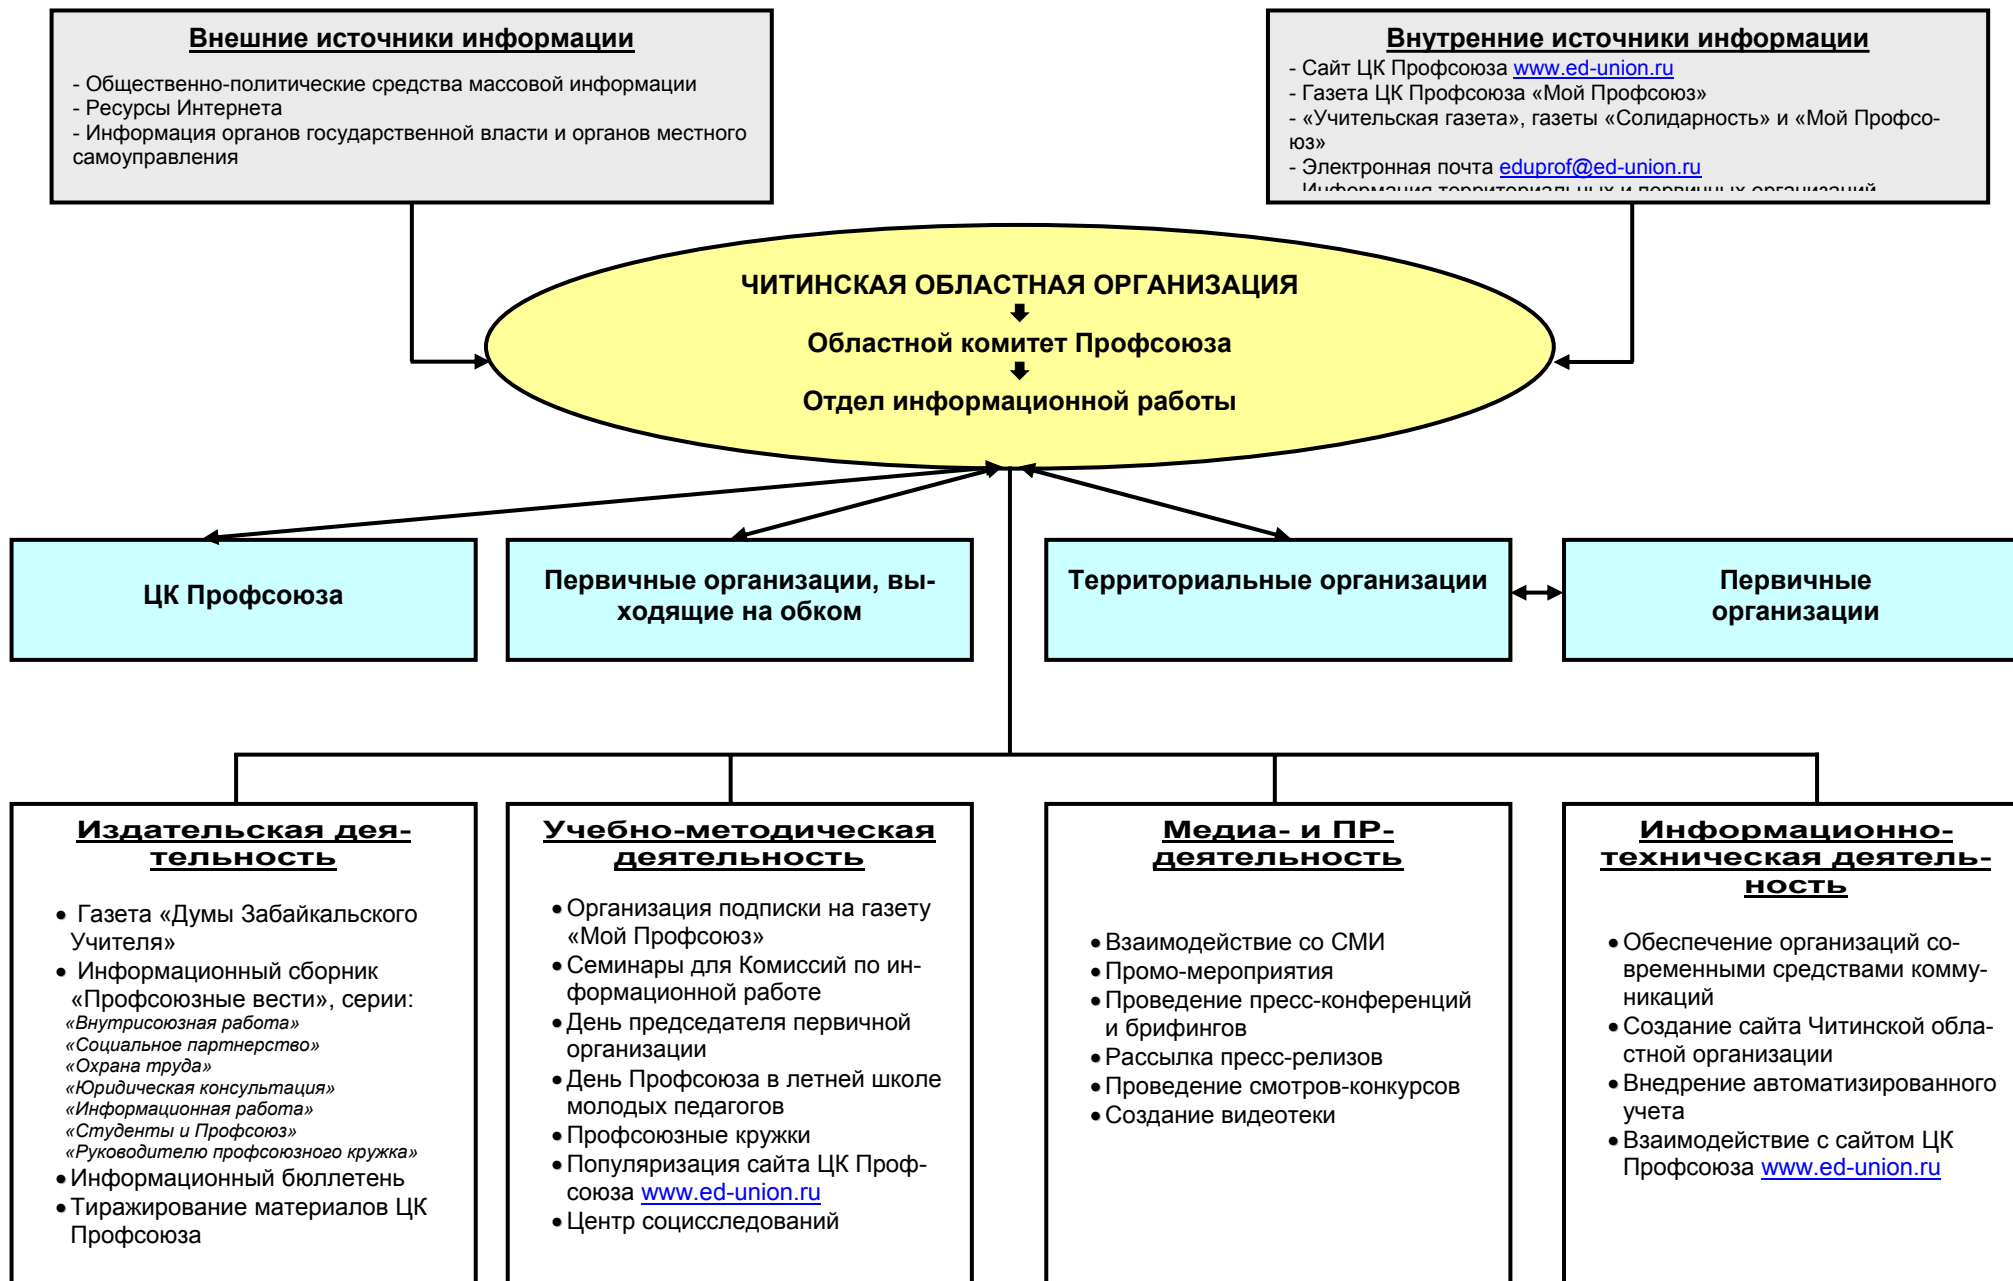 Внешние источники информации
- Общественно-политические средства массовой информации
- Ресурсы Интернета
- Информация органов государственной власти и органов местного
самоуправления
Внутренние источники информации
- Сайт ЦК Профсоюза www.ed-union.ru
- Газета ЦК Профсоюза «Мой Профсоюз»
- «Учительская газета», газеты «Солидарность» и «Мой Профсо-
юз»
- Электронная почта eduprof@ed-union.ru
- Информация территориальных и первичных организаций
ЧИТИНСКАЯ ОБЛАСТНАЯ ОРГАНИЗАЦИЯ
Областной комитет Профсоюза
Отдел информационной работы
ЦК Профсоюза
Первичные организации, вы-
ходящие на обком
Территориальные организации
Первичные
организации
Издательская дея-
тельность
• Газета «Думы Забайкальского
Учителя»
• Информационный сборник
«Профсоюзные вести», серии:
«Внутрисоюзная работа»
«Социальное партнерство»
«Охрана труда»
«Юридическая консультация»
«Информационная работа»
«Студенты и Профсоюз»
«Руководителю профсоюзного кружка»
• Информационный бюллетень
• Тиражирование материалов ЦК
Профсоюза
Учебно-методическая
деятельность
• Организация подписки на газету
«Мой Профсоюз»
• Семинары для Комиссий по ин-
формационной работе
• День председателя первичной
организации
• День Профсоюза в летней школе
молодых педагогов
• Профсоюзные кружки
• Популяризация сайта ЦК Проф-
союза www.ed-union.ru
• Центр социсследований
Медиа- и ПР-
деятельность
• Взаимодействие со СМИ
• Промо-мероприятия
• Проведение пресс-конференций
и брифингов
• Рассылка пресс-релизов
• Проведение смотров-конкурсов
• Создание видеотеки
Информационно-
техническая деятель-
ность
• Обеспечение организаций со-
временными средствами комму-
никаций
• Создание сайта Читинской обла-
стной организации
• Внедрение автоматизированного
учета
• Взаимодействие с сайтом ЦК
Профсоюза www.ed-union.ru